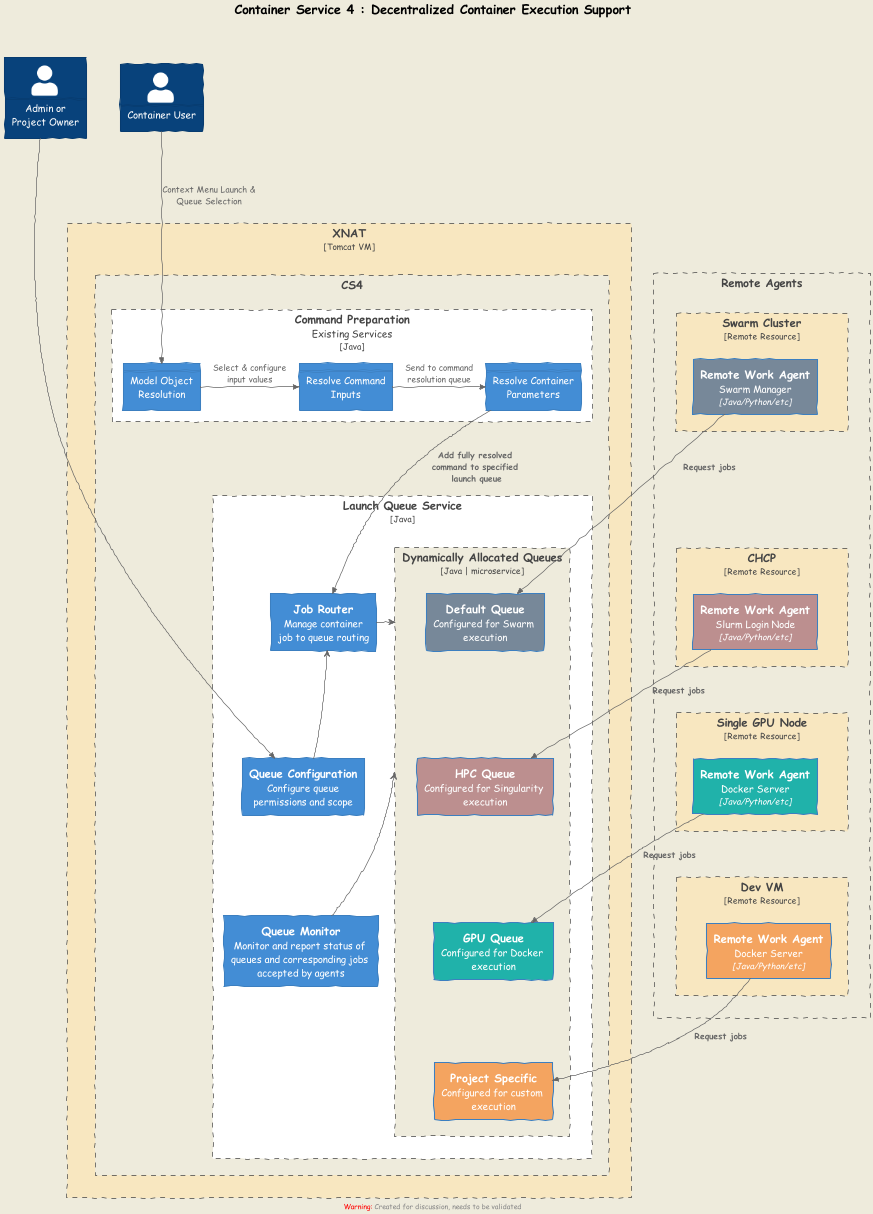 Container Service 4 : Decentralized Container Execution Support
Admin or
Project Owner
Container User
Context Menu Launch &
Queue Selection
XNAT
[Tomcat VM]
CS4
Command Preparation
Existing Services
[Java]
Model Object
Resolution
Select & configure
input values
Resolve Command
Inputs
Send to command
resolution queue
Resolve Container
Parameters
Add fully resolved
command to specified
launch queue
Launch Queue Service
[Java]
Dynamically Allocated Queues
[Java | microservice]
Job Router
Manage container
job to queue routing
Default Queue
Configured for Swarm
execution
Queue Configuration
Configure queue
permissions and scope
HPC Queue
Configured for Singularity
execution
Queue Monitor
Monitor and report status of
queues and corresponding jobs
accepted by agents
GPU Queue
Configured for Docker
execution
Project Specific
Configured for custom
execution
Remote Agents
Swarm Cluster
[Remote Resource]
Remote Work Agent
Swarm Manager
[Java/Python/etc]
Request jobs
CHCP
[Remote Resource]
Remote Work Agent
Slurm Login Node
[Java/Python/etc]
Request jobs
Single GPU Node
[Remote Resource]
Remote Work Agent
Docker Server
[Java/Python/etc]
Request jobs
Dev VM
[Remote Resource]
Remote Work Agent
Docker Server
[Java/Python/etc]
Request jobs
Warning: Created for discussion, needs to be validated